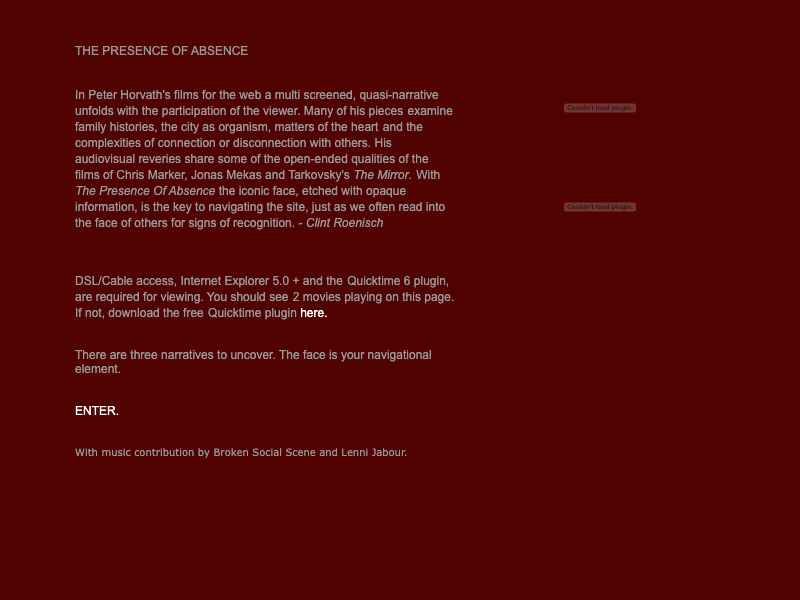 THE PRESENCE OF ABSENCE
In Peter Horvath's films for the web a multi screened, quasi-narrative
unfolds with the participation of the viewer. Many of his pieces examine
family histories, the city as organism, matters of the heart and the
complexities of connection or disconnection with others. His
audiovisual reveries share some of the open-ended qualities of the
films of Chris Marker, Jonas Mekas and Tarkovsky's The Mirror. With
The Presence Of Absence the iconic face, etched with opaque
information, is the key to navigating the site, just as we often read into
the face of others for signs of recognition. - Clint Roenisch
DSL/Cable access, Internet Explorer 5.0 + and the Quicktime 6 plugin,
are required for viewing. You should see 2 movies playing on this page.
If not, download the free Quicktime plugin here.
There are three narratives to uncover. The face is your navigational
element.
ENTER.
With music contribution by Broken Social Scene and Lenni Jabour.
Couldn't load plugin.
Couldn't load plugin.